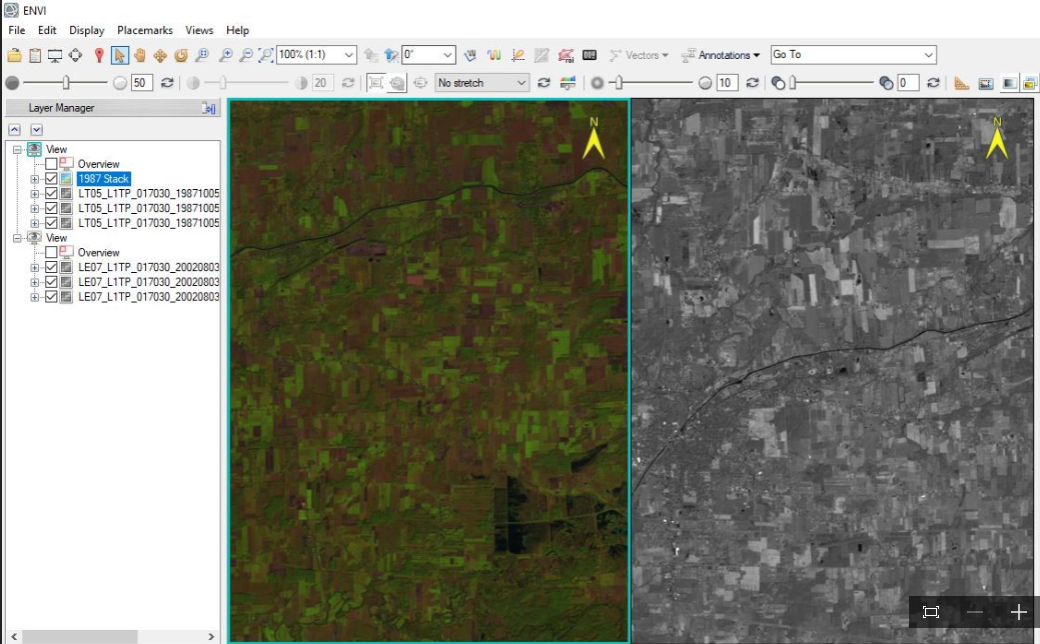 ENVI
File Edit Display Placemarks Views Help
100% (1:1) 0° Vectors Annotations Go To
50 20 No stretch 10 0
Layer Manager
View
Overview
1987 Stack
LT05_L1TP_017030_19871005
LT05_L1TP_017030_19871005
LT05_L1TP_017030_19871005
View
Overview
LE07_L1TP_017030_20020803
LE07_L1TP_017030_20020803
LE07_L1TP_017030_20020803
N
N